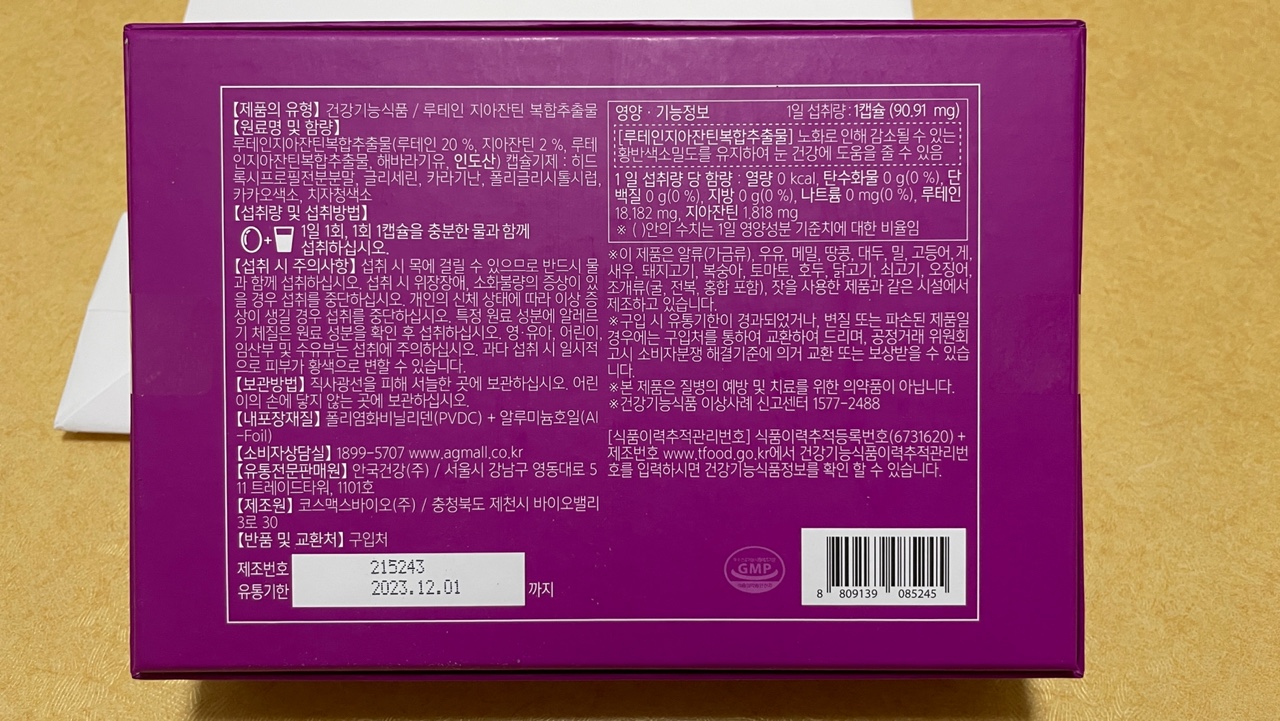 【제품의 유형】 건강기능식품 / 루테인 지아잔틴 복합추출물
【원료명 및 함량】
루테인지아잔틴복합추출물(루테인 20 %, 지아잔틴 2 %, 루테
인지아잔틴복합추출물, 해바라기유, 인도산) 캡슐기제 : 히드
록시프로필전분분말, 글리세린, 카라기난, 폴리글리시톨시럽,
카카오색소, 치자청색소
【섭취량 및 섭취방법】
1일 1회, 1회 1캡슐을 충분한 물과 함께
섭취하십시오.
【섭취 시 주의사항】 섭취 시 목에 걸릴 수 있으므로 반드시 물
과 함께 섭취하십시오. 섭취 시 위장장애, 소화불량의 증상이 있
을 경우 섭취를 중단하십시오. 개인의 신체 상태에 따라 이상 증
상이 생길 경우 섭취를 중단하십시오. 특정 원료 성분에 알레르
기 체질은 원료 성분을 확인 후 섭취하십시오. 영·유아, 어린이,
임산부 및 수유부는 섭취에 주의하십시오. 과다 섭취 시 일시적
으로 피부가 황색으로 변할 수 있습니다.
【보관방법】 직사광선을 피해 서늘한 곳에 보관하십시오. 어린
이의 손에 닿지 않는 곳에 보관하십시오.
【내포장재질】 폴리염화비닐리덴(PVDC) + 알루미늄호일(Al
-Foil)
【소비자상담실】 1899-5707 www.agmall.co.kr
【유통전문판매원】 안국건강(주) / 서울시 강남구 영동대로 5
11 트레이드타워, 1101호
【제조원】 코스맥스바이오(주) / 충청북도 제천시 바이오밸리
3로 30
【반품 및 교환처】 구입처
제조번호 215243
유통기한 2023.12.01 까지
영양·기능정보 1일 섭취량 : 1캡슐 (90.91 mg)
[루테인지아잔틴복합추출물] 노화로 인해 감소될 수 있는
황반색소밀도를 유지하여 눈 건강에 도움을 줄 수 있음
1 일 섭취량 당 함량 : 열량 0 kcal, 탄수화물 0 g(0 %), 단
백질 0 g(0 %), 지방 0 g(0 %), 나트륨 0 mg(0 %), 루테인
18.182 mg, 지아잔틴 1.818 mg
※ ( )안의 수치는 1일 영양성분 기준치에 대한 비율임
※이 제품은 알류(가금류), 우유, 메밀, 땅콩, 대두, 밀, 고등어, 게,
새우, 돼지고기, 복숭아, 토마토, 호두, 닭고기, 쇠고기, 오징어,
조개류(굴, 전복, 홍합 포함), 잣을 사용한 제품과 같은 시설에서
제조하고 있습니다.
※구입 시 유통기한이 경과되었거나, 변질 또는 파손된 제품일
경우에는 구입처를 통하여 교환하여 드리며, 공정거래 위원회
고시 소비자분쟁 해결기준에 의거 교환 또는 보상받을 수 있습
니다.
※본 제품은 질병의 예방 및 치료를 위한 의약품이 아닙니다.
※건강기능식품 이상사례 신고센터 1577-2488
[식품이력추적관리번호] 식품이력추적등록번호(6731620) +
제조번호 www.tfood.go.kr에서 건강기능식품이력추적관리번
호를 입력하시면 건강기능식품정보를 확인 할 수 있습니다.
GMP
8 809139 085245